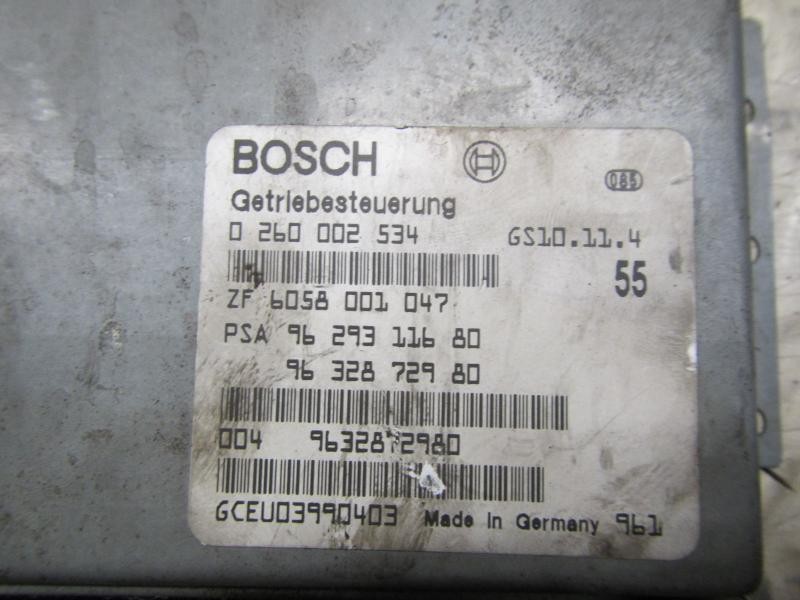 BOSCH
085
Getriebesteuerung
0 260 002 534 GS10.11.4
55
ZF 6058 001 047
PSA 96 293 116 80
96 328 729 80
004 9632872980
GCEU03990403 Made in Germany 961